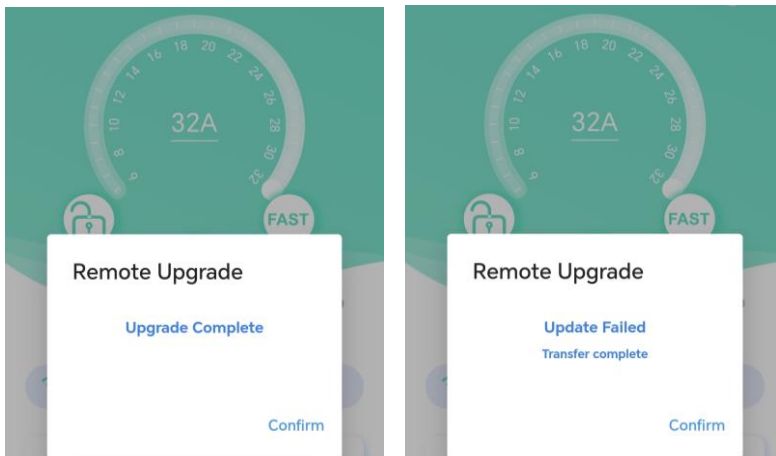 6 8 10 12 14 16 18 20 22 24 26 28 30 32
32A
FAST
Remote Upgrade
Upgrade Complete
Confirm
6 8 10 12 14 16 18 20 22 24 26 28 30 32
32A
FAST
Remote Upgrade
Update Failed
Transfer complete
Confirm